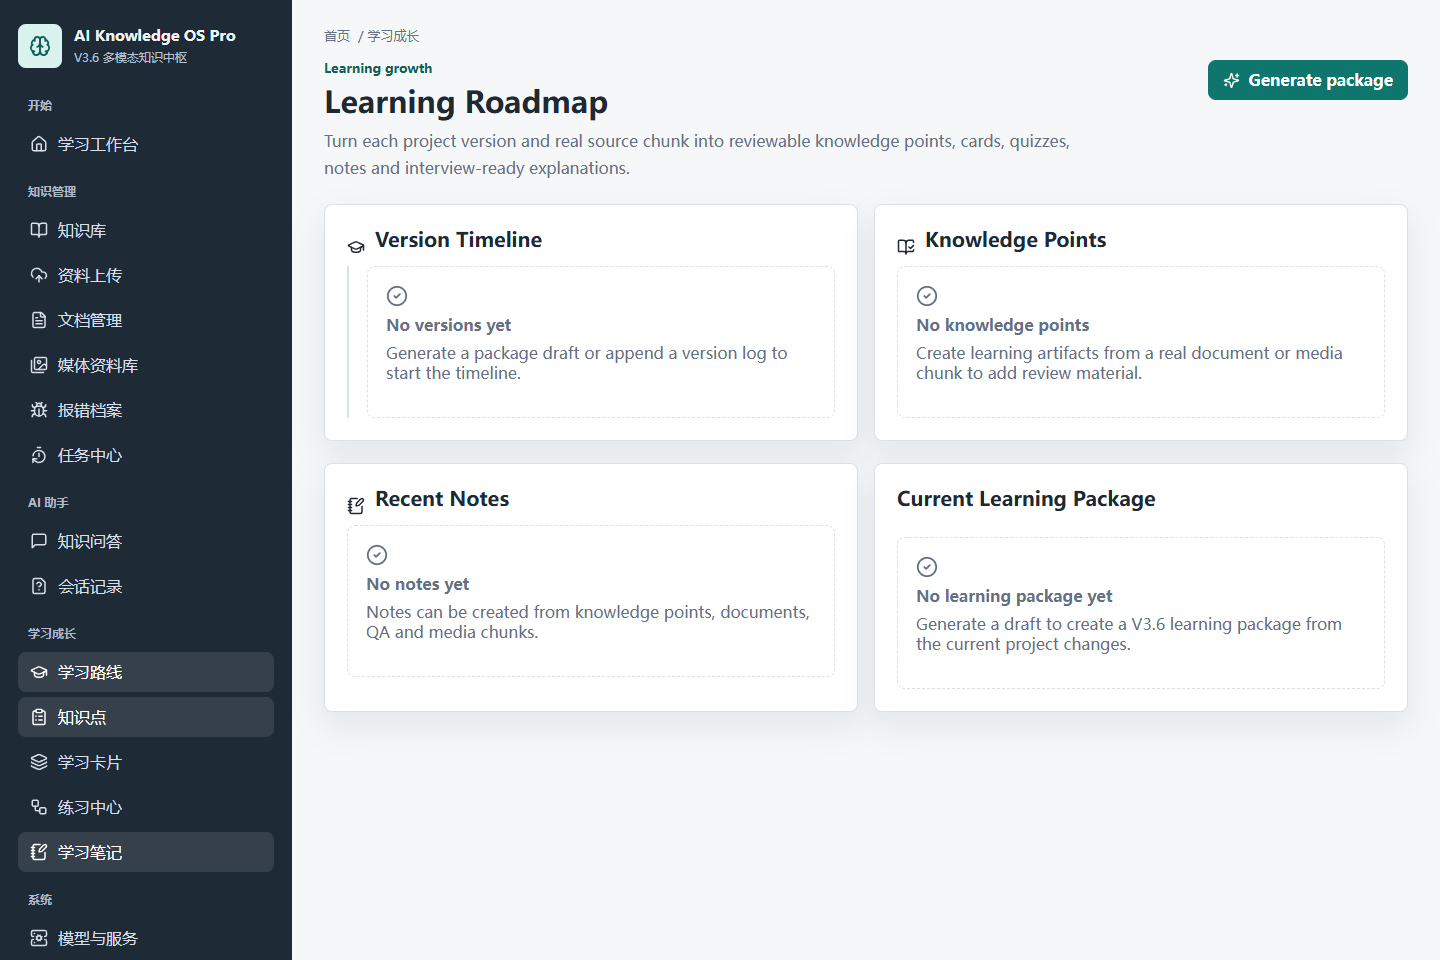 AI Knowledge OS Pro
V3.6 多模态知识中枢
开始
学习工作台
知识管理
知识库
资料上传
文档管理
媒体资料库
报错档案
任务中心
AI 助手
知识问答
会话记录
学习成长
学习路线
知识点
学习卡片
练习中心
学习笔记
系统
模型与服务
首页 / 学习成长
Learning growth
Learning Roadmap
Turn each project version and real source chunk into reviewable knowledge points, cards, quizzes,
notes and interview-ready explanations.
Generate package
Version Timeline
No versions yet
Generate a package draft or append a version log to
start the timeline.
Knowledge Points
No knowledge points
Create learning artifacts from a real document or media
chunk to add review material.
Recent Notes
No notes yet
Notes can be created from knowledge points, documents,
QA and media chunks.
Current Learning Package
No learning package yet
Generate a draft to create a V3.6 learning package from
the current project changes.